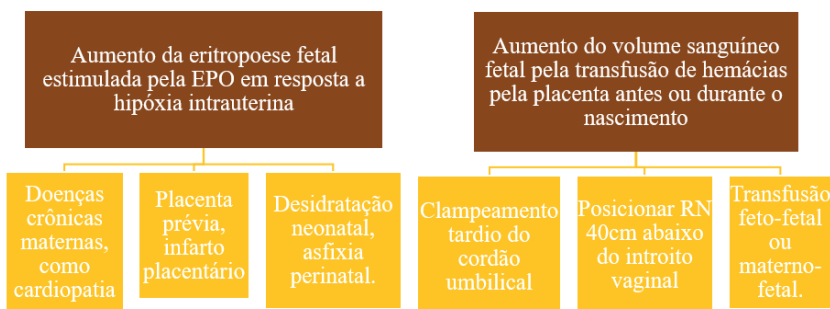 Aumento da eritropoese fetal
estimulada pela EPO em resposta a
hipóxia intrauterina
Aumento do volume sanguíneo
fetal pela transfusão de hemácias
pela placenta antes ou durante o
nascimento
Doenças
crônicas
maternas,
como
cardiopatia
Placenta
prévia,
infarto
placentário
Desidratação
neonatal,
asfixia
perinatal.
Clampeamento
tardio do
cordão
umbilical
Posicionar RN
40cm abaixo
do introito
vaginal
Transfusão
feto-fetal
ou
materno-
fetal.